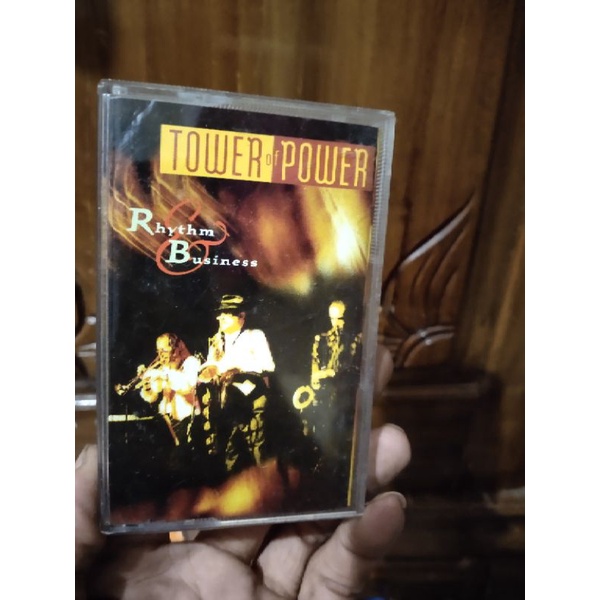 TOWER of POWER
Rhythm
&
Business